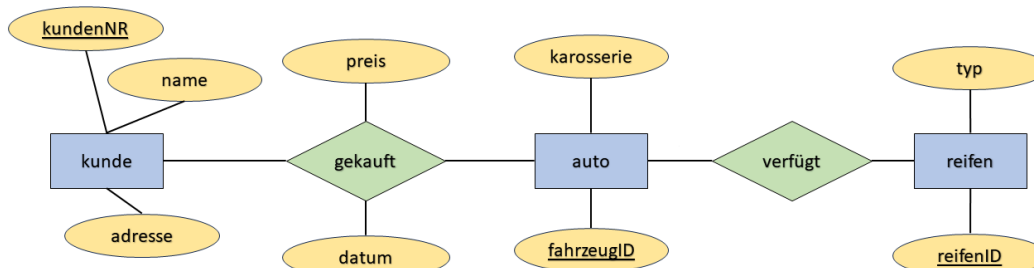 kundenNR
name
preis
karosserie
typ
kunde
gekauft
auto
verfügt
reifen
adresse
datum
fahrzeugID
reifenID